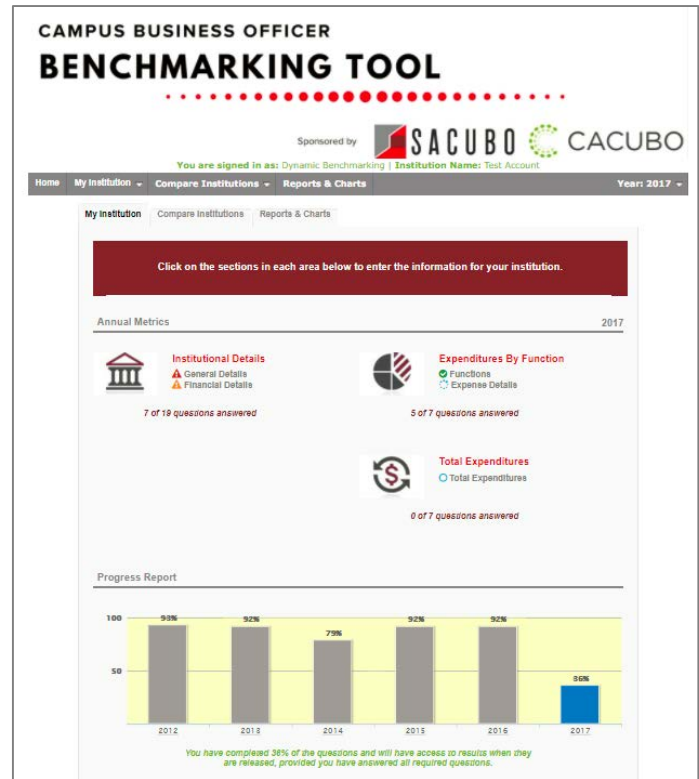 CAMPUS BUSINESS OFFICER
BENCHMARKING TOOL
Sponsored by SACUBO CACUBO
You are signed in as: Dynamic Benchmarking | Institution Name: Test Account
Home My Institution Compare Institutions Reports & Charts Year: 2017
My Institution Compare Institutions Reports & Charts
Click on the sections in each area below to enter the information for your institution.
Annual Metrics 2017
Institutional Details
General Details
Financial Details
7 of 19 questions answered
Expenditures By Function
Functions
Expense Details
5 of 7 questions answered
Total Expenditures
Total Expenditures
0 of 7 questions answered
Progress Report
100
50
93% 92% 79% 92% 92% 36%
2012 2013 2014 2015 2016 2017
You have completed 36% of the questions and will have access to results when they
are released, provided you have answered all required questions.